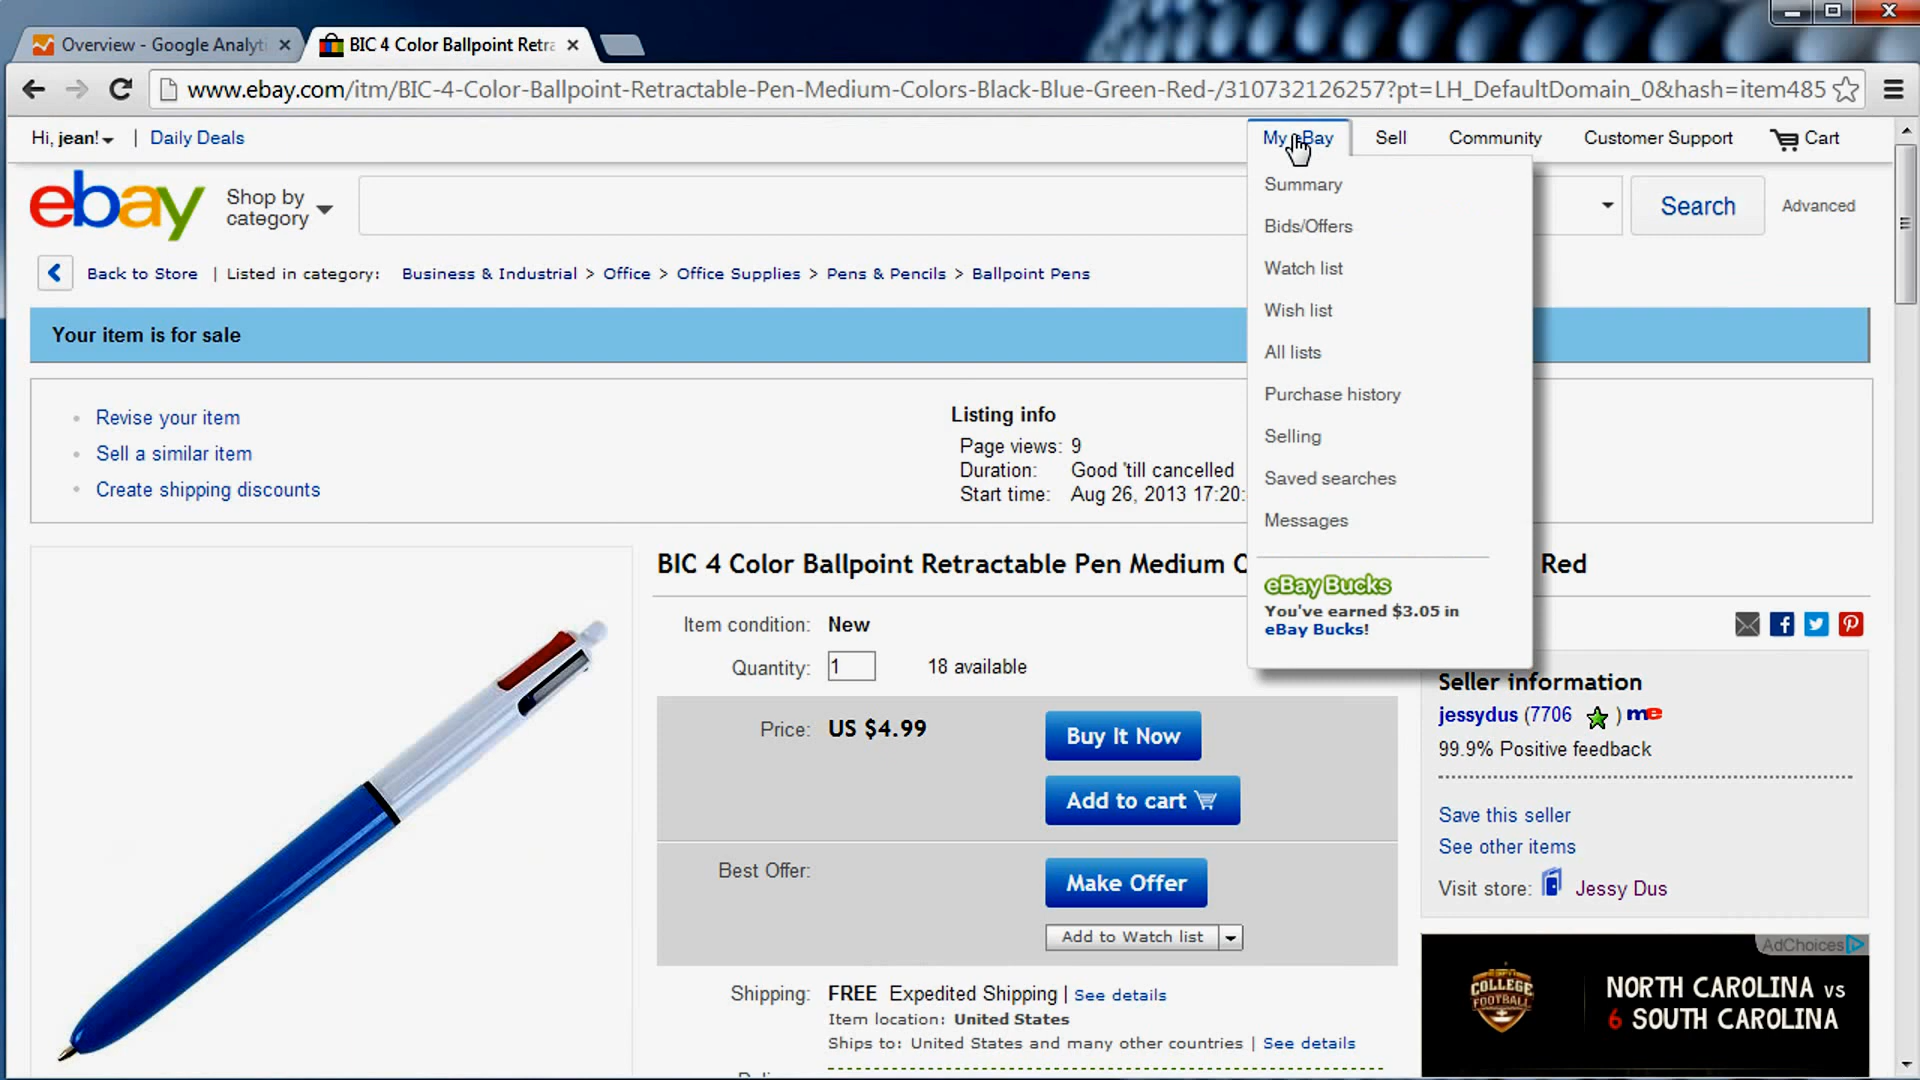 Overview - Google Analyti
BIC 4 Color Ballpoint Retra
www.ebay.com/itm/BIC-4-Color-Ballpoint-Retractable-Pen-Medium-Colors-Black-Blue-Green-Red-/310732126257?pt=LH_DefaultDomain_0&hash=item485
Hi, jean! | Daily Deals
My eBay Sell Community Customer Support Cart
ebay Shop by category Search Advanced
Back to Store | Listed in category: Business & Industrial > Office > Office Supplies > Pens & Pencils > Ballpoint Pens
Summary
Bids/Offers
Watch list
Wish list
All lists
Purchase history
Selling
Saved searches
Messages
eBay Bucks
You've earned $3.05 in
eBay Bucks!
Your item is for sale
Revise your item
Sell a similar item
Create shipping discounts
Listing info
Page views: 9
Duration: Good 'till cancelled
Start time: Aug 26, 2013 17:20:
BIC 4 Color Ballpoint Retractable Pen Medium C Red
Item condition: New
Quantity: 1 18 available
Price: US $4.99 Buy It Now
Add to cart
Best Offer: Make Offer
Add to Watch list
Shipping: FREE Expedited Shipping | See details
Item location: United States
Ships to: United States and many other countries | See details
Seller information
jessydus (7706 ) me
99.9% Positive feedback
Save this seller
See other items
Visit store: Jessy Dus
AdChoices
COLLEGE
FOOTBALL
NORTH CAROLINA VS
6 SOUTH CAROLINA